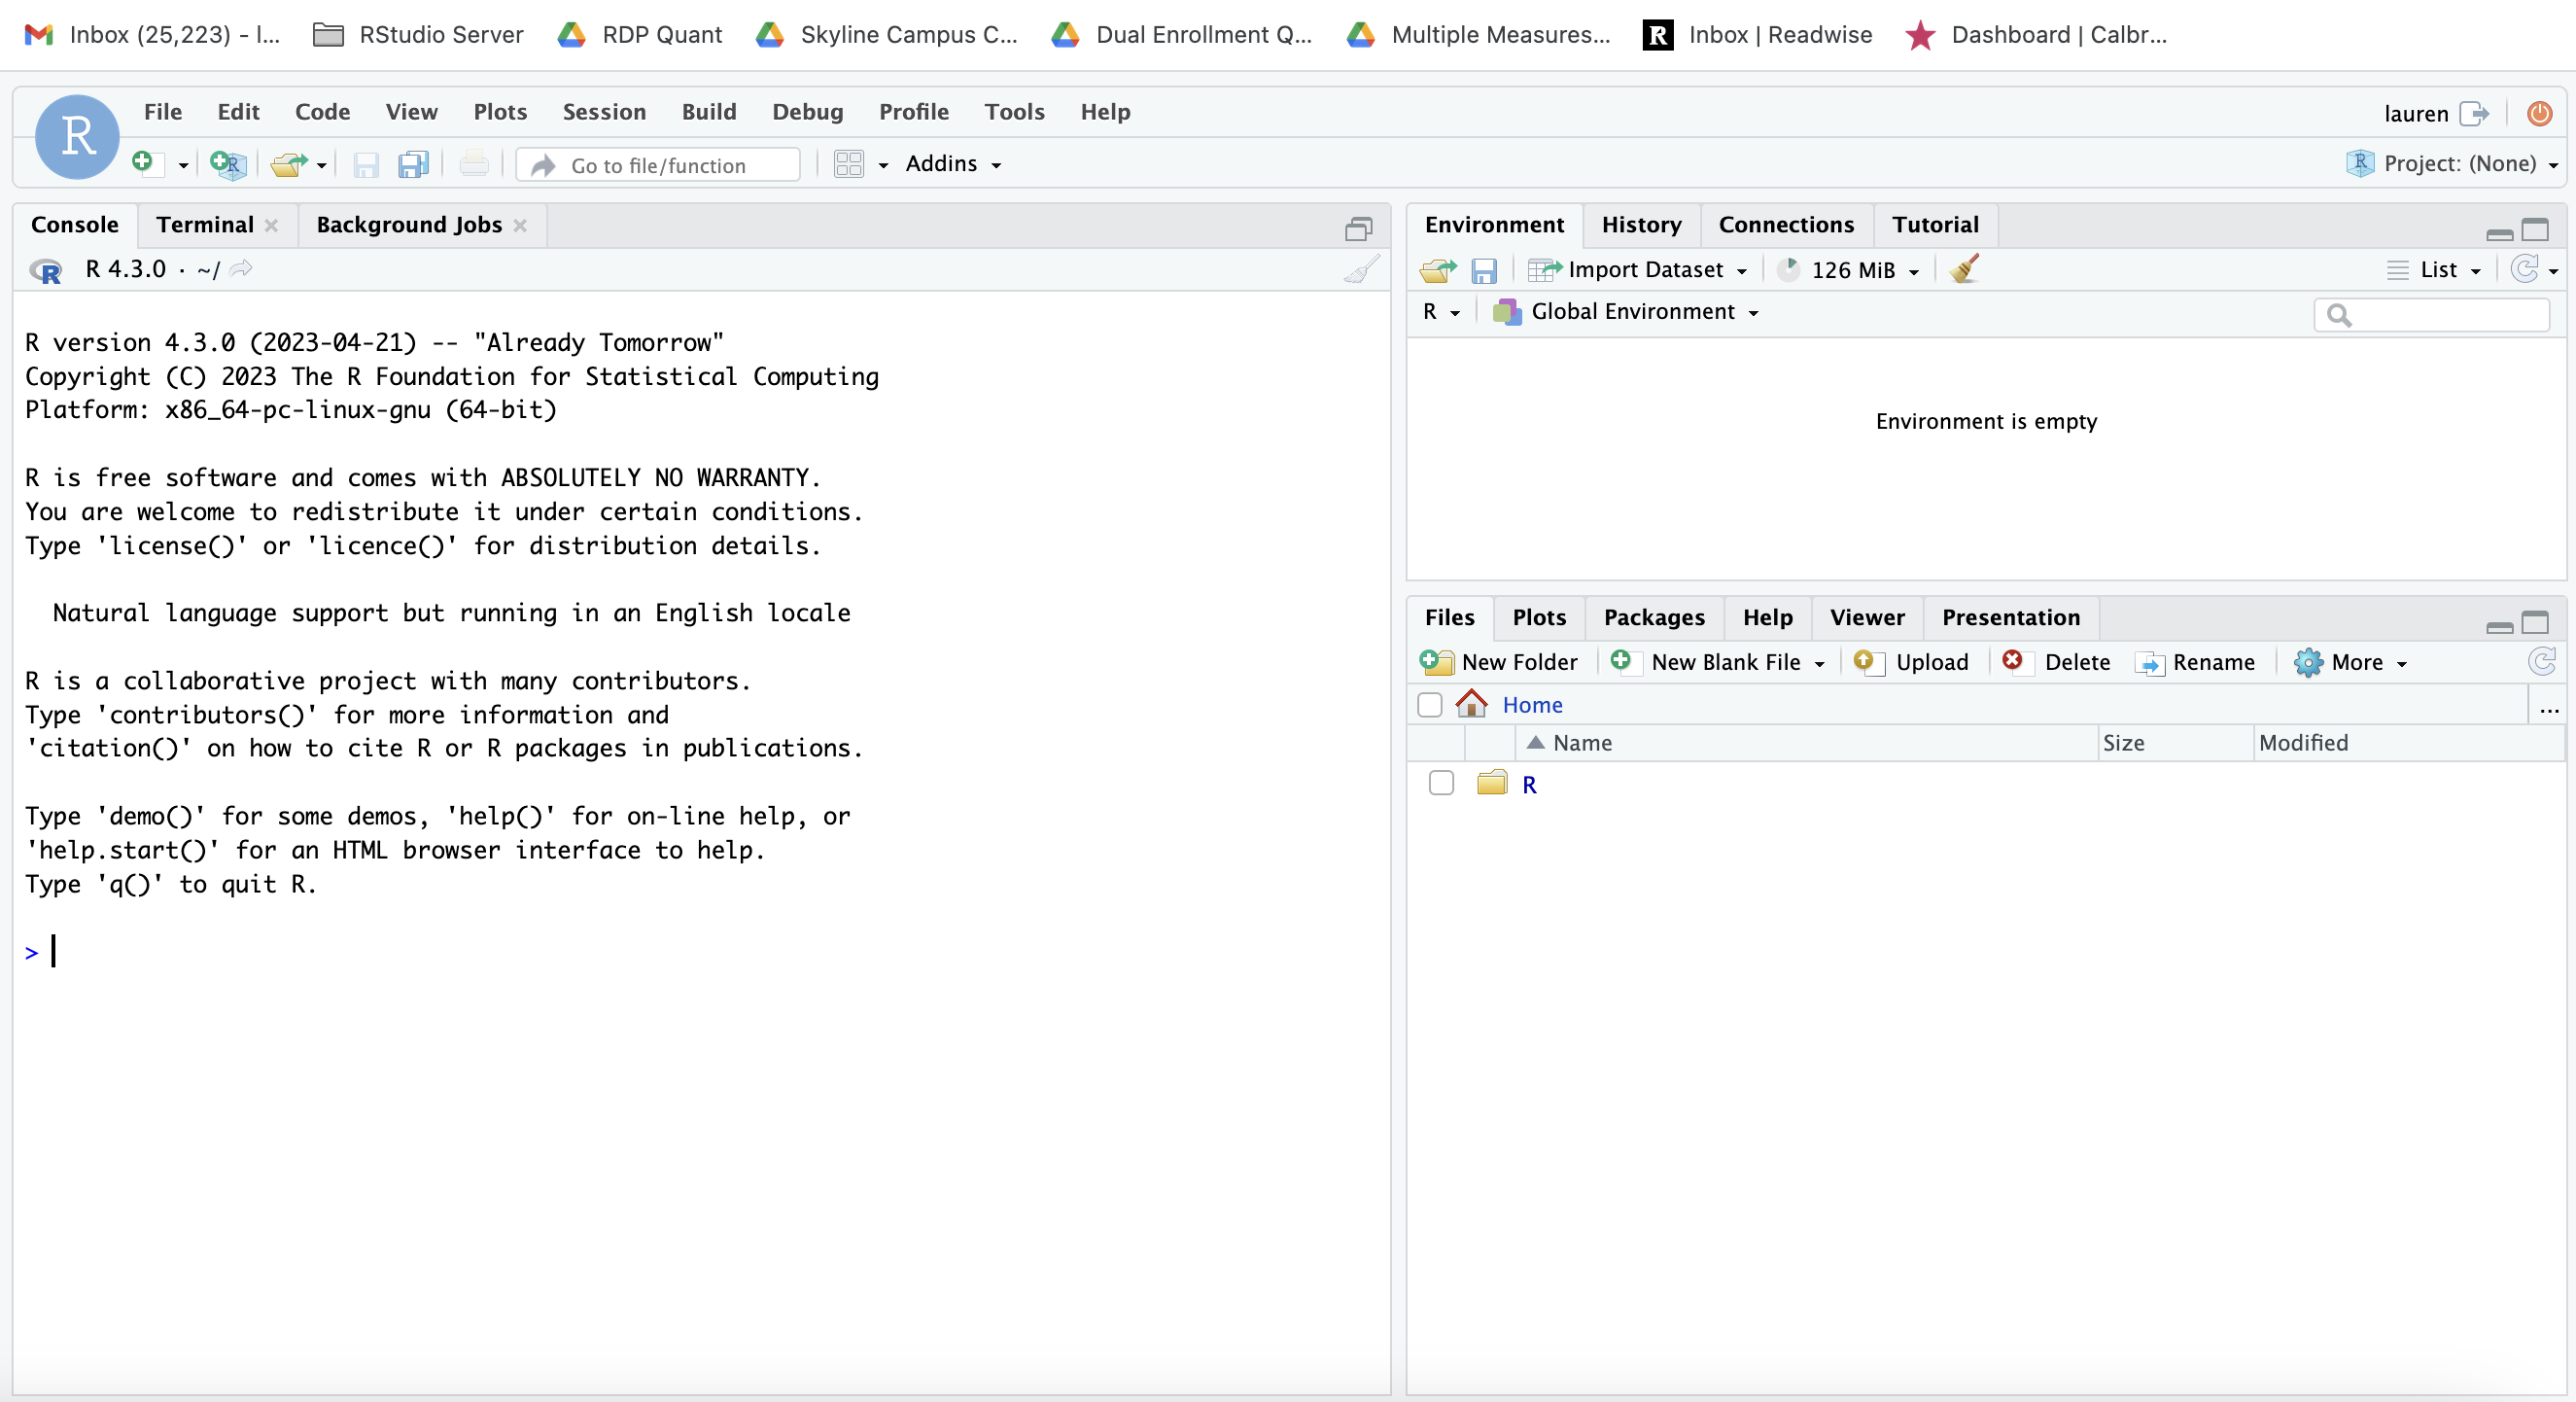 Inbox (25,223) - l... RStudio Server RDP Quant Skyline Campus C... Dual Enrollment Q... Multiple Measures... R Inbox | Readwise Dashboard | Calbr...
R File Edit Code View Plots Session Build Debug Profile Tools Help lauren
Go to file/function Addins Project: (None)
Console Terminal Background Jobs
R 4.3.0 · ~/
R version 4.3.0 (2023-04-21) -- "Already Tomorrow"
Copyright (C) 2023 The R Foundation for Statistical Computing
Platform: x86_64-pc-linux-gnu (64-bit)
R is free software and comes with ABSOLUTELY NO WARRANTY.
You are welcome to redistribute it under certain conditions.
Type 'license()' or 'licence()' for distribution details.
Natural language support but running in an English locale
R is a collaborative project with many contributors.
Type 'contributors()' for more information and
'citation()' on how to cite R or R packages in publications.
Type 'demo()' for some demos, 'help()' for on-line help, or
'help.start()' for an HTML browser interface to help.
Type 'q()' to quit R.
>
Environment History Connections Tutorial
Import Dataset 126 MiB List
R Global Environment
Environment is empty
Files Plots Packages Help Viewer Presentation
New Folder New Blank File Upload Delete Rename More
Home ...
Name Size Modified
R